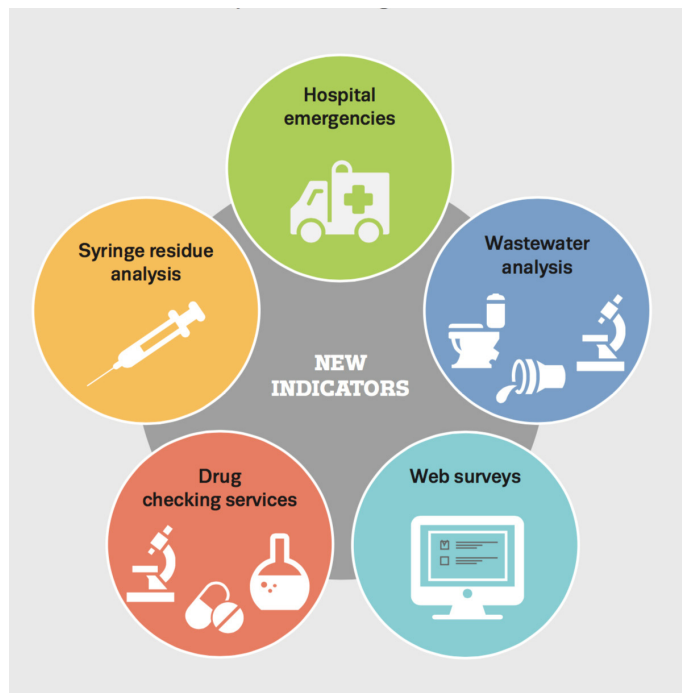 Hospital
emergencies
Wastewater
analysis
Web surveys
Drug
checking services
Syringe residue
analysis
NEW
INDICATORS